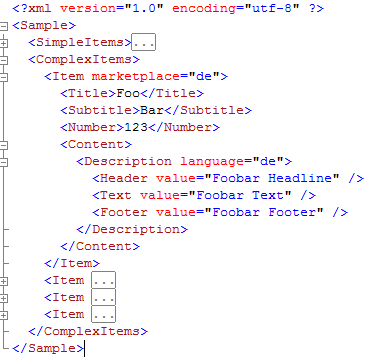 <?xml version="1.0" encoding="utf-8" ?>
<Sample>
<SimpleItems>...
<ComplexItems>
<Item marketplace="de">
<Title>Foo</Title>
<Subtitle>Bar</Subtitle>
<Number>123</Number>
<Content>
<Description language="de">
<Header value="Foobar Headline" />
<Text value="Foobar Text" />
<Footer value="Foobar Footer" />
</Description>
</Content>
</Item>
<Item ...
<Item ...
<Item ...
</ComplexItems>
</Sample>